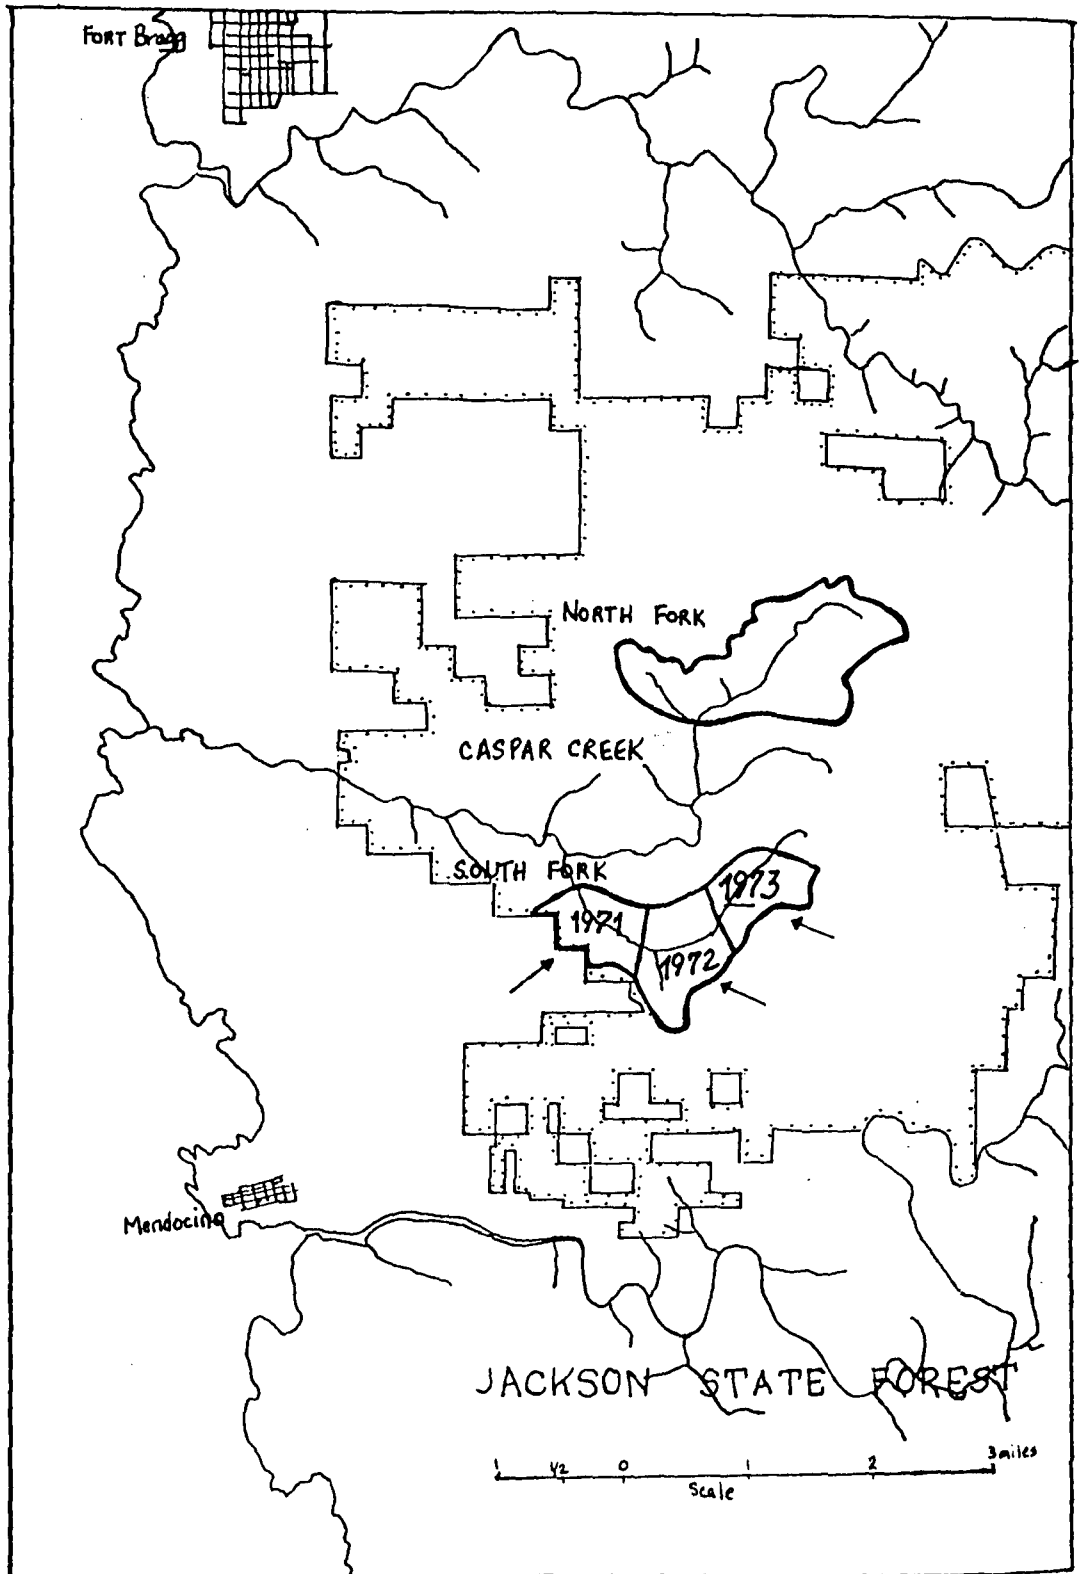 FORT Bragg
NORTH FORK
CASPAR CREEK
SOUTH FORK
1973
1971
1972
Mendocino
JACKSON STATE FOREST
1 1/2 0 1 2 3 miles
Scale